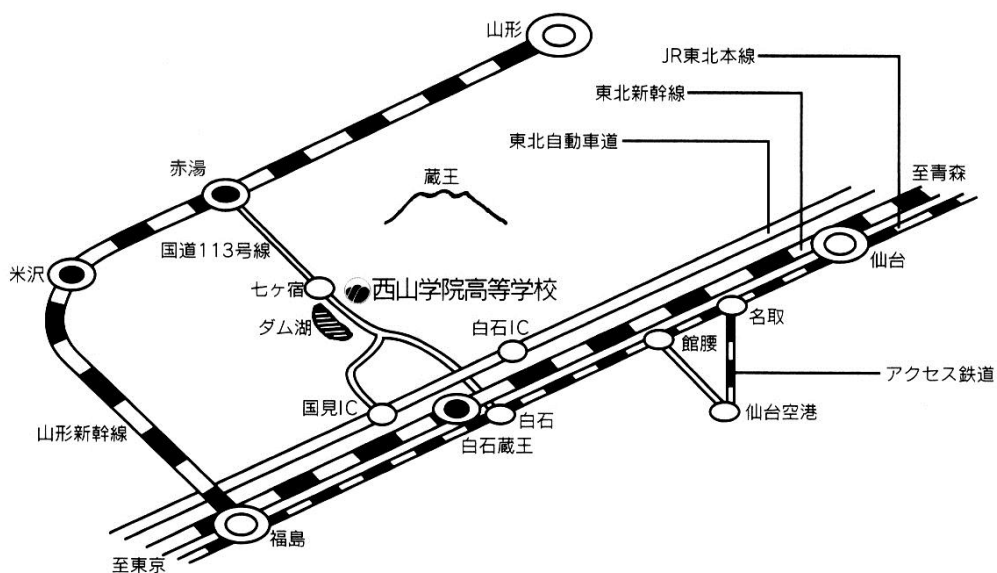 山形
JR東北本線
東北新幹線
東北自動車道
赤湯
蔵王
至青森
国道113号線
仙台
米沢
七ヶ宿
西山学院高等学校
ダム湖
白石IC
名取
館腰
アクセス鉄道
国見IC
白石
仙台空港
山形新幹線
白石蔵王
福島
至東京